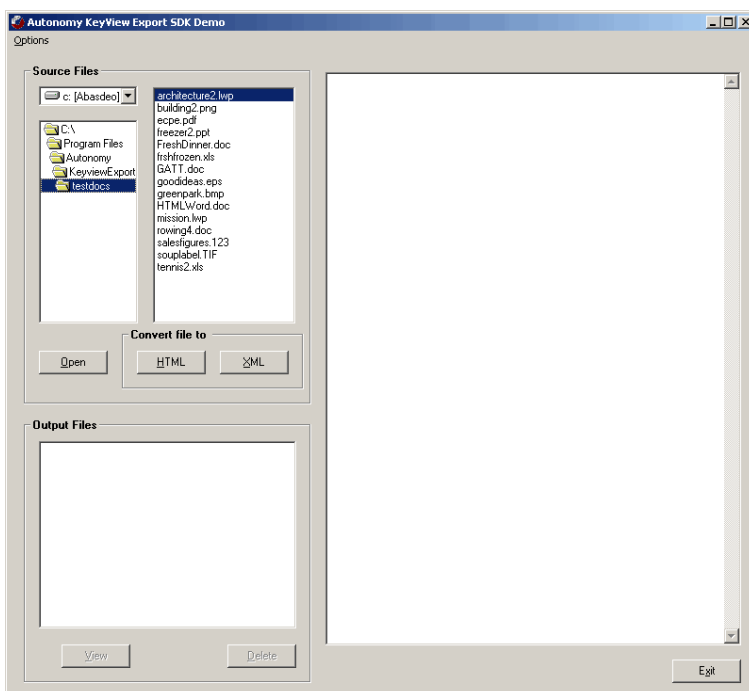 Autonomy KeyView Export SDK Demo
Options
Source Files
c: [Abasdeo]
C:\
Program Files
Autonomy
KeyviewExport
testdocs
architecture2.lwp
building2.png
ecpe.pdf
freezer2.ppt
FreshDinner.doc
frshfrozen.xls
GATT.doc
goodideas.eps
greenpark.bmp
HTMLWord.doc
mission.lwp
rowing4.doc
salesfigures.123
souplabel.TIF
tennis2.xls
Convert file to
Open
HTML
XML
Output Files
View
Delete
Exit